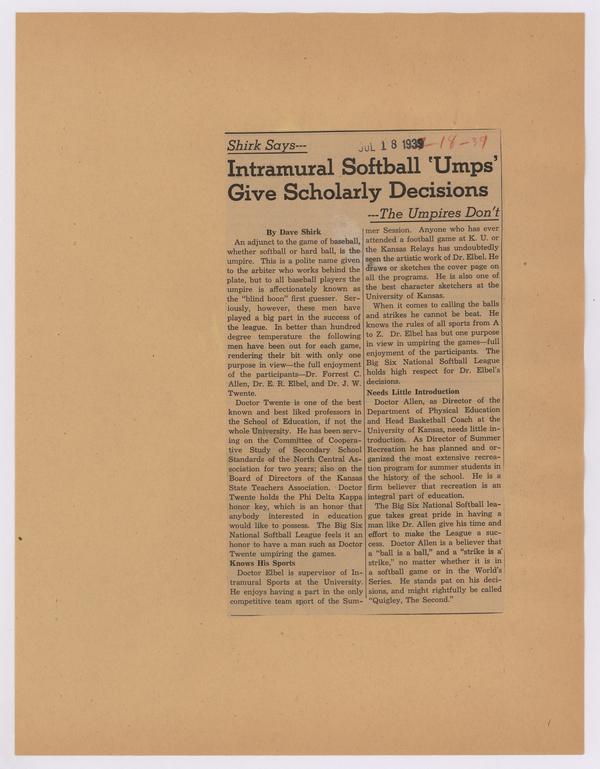 Shirk Says---
JUL 18 1939
7-18-39
Intramural Softball 'Umps'
Give Scholarly Decisions
---The Umpires Don't
By Dave Shirk
An adjunct to the game of baseball,
whether softball or hard ball, is the
umpire. This is a polite name given
to the arbiter who works behind the
plate, but to all baseball players the
umpire is affectionately known as
the "blind boon" first guesser. Ser-
iously, however, these men have
played a big part in the success of
the league. In better than hundred
degree temperature the following
men have been out for each game,
rendering their bit with only one
purpose in view—the full enjoyment
of the participants—Dr. Forrest C.
Allen, Dr. E. R. Elbel, and Dr. J. W.
Twente.
Doctor Twente is one of the best
known and best liked professors in
the School of Education, if not the
whole University. He has been serv-
ing on the Committee of Coopera-
tive Study of Secondary School
Standards of the North Central As-
sociation for two years; also on the
Board of Directors of the Kansas
State Teachers Association. Doctor
Twente holds the Phi Delta Kappa
honor key, which is an honor that
anybody interested in education
would like to possess. The Big Six
National Softball League feels it an
honor to have a man such as Doctor
Twente umpiring the games.
Knows His Sports
Doctor Elbel is supervisor of In-
tramural Sports at the University.
He enjoys having a part in the only
competitive team sport of the Sum-
mer Session. Anyone who has ever
attended a football game at K. U. or
the Kansas Relays has undoubtedly
seen the artistic work of Dr. Elbel. He
draws or sketches the cover page on
all the programs. He is also one of
the best character sketchers at the
University of Kansas.
When it comes to calling the balls
and strikes he cannot be beat. He
knows the rules of all sports from A
to Z. Dr. Elbel has but one purpose
in view in umpiring the games—full
enjoyment of the participants. The
Big Six National Softball League
holds high respect for Dr. Elbel's
decisions.
Needs Little Introduction
Doctor Allen, as Director of the
Department of Physical Education
and Head Basketball Coach at the
University of Kansas, needs little in-
troduction. As Director of Summer
Recreation he has planned and or-
ganized the most extensive recrea-
tion program for summer students in
the history of the school. He is a
firm believer that recreation is an
integral part of education.
The Big Six National Softball lea-
gue takes great pride in having a
man like Dr. Allen give his time and
effort to make the League a suc-
cess. Doctor Allen is a believer that
a "ball is a ball," and a "strike is a
strike," no matter whether it is in
a softball game or in the World's
Series. He stands pat on his deci-
sions, and might rightfully be called
"Quigley, The Second."